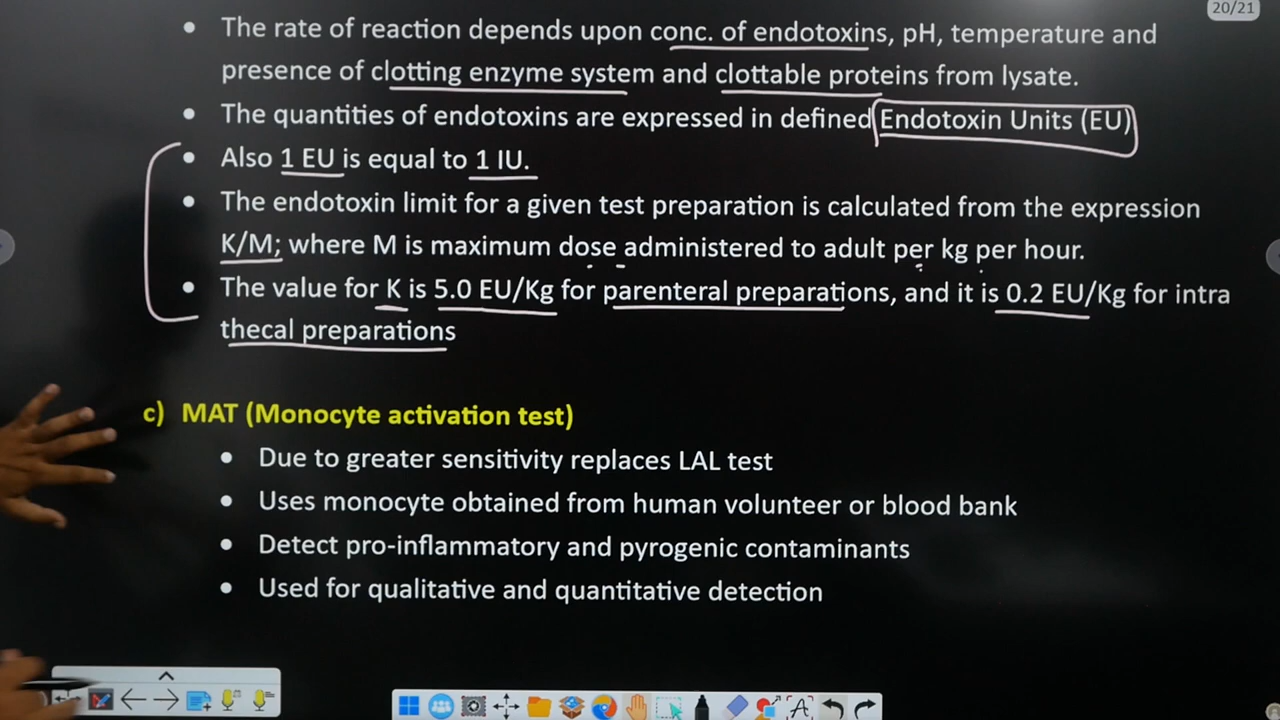 20/21
• The rate of reaction depends upon conc. of endotoxins, pH, temperature and
presence of clotting enzyme system and clottable proteins from lysate.
• The quantities of endotoxins are expressed in defined Endotoxin Units (EU)
• Also 1 EU is equal to 1 IU.
• The endotoxin limit for a given test preparation is calculated from the expression
K/M; where M is maximum dose administered to adult per kg per hour.
• The value for K is 5.0 EU/Kg for parenteral preparations, and it is 0.2 EU/Kg for intra
thecal preparations
c) MAT (Monocyte activation test)
• Due to greater sensitivity replaces LAL test
• Uses monocyte obtained from human volunteer or blood bank
• Detect pro-inflammatory and pyrogenic contaminants
• Used for qualitative and quantitative detection